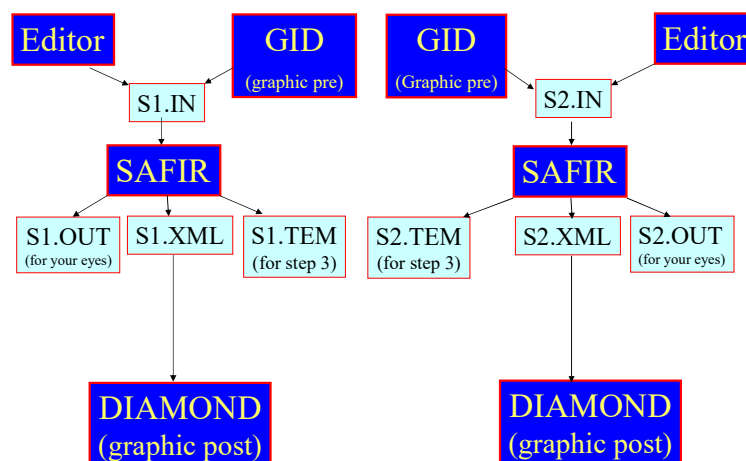 Editor
GID
(graphic pre)
S1.IN
SAFIR
S1.OUT
(for your eyes)
S1.XML
S1.TEM
(for step 3)
DIAMOND
(graphic post)
GID
(Graphic pre)
Editor
S2.IN
SAFIR
S2.TEM
(for step 3)
S2.XML
S2.OUT
(for your eyes)
DIAMOND
(graphic post)